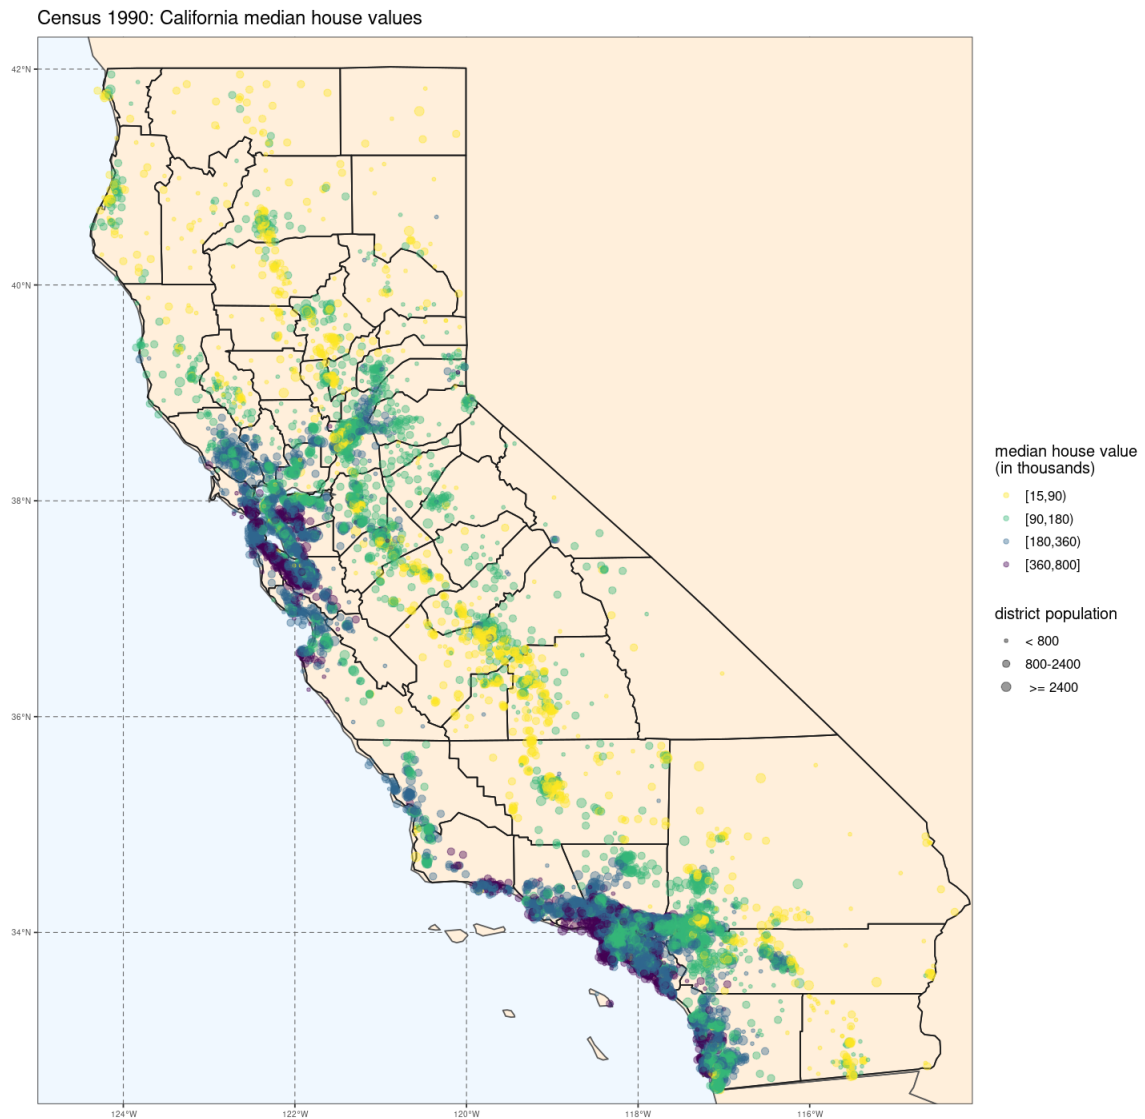 Census 1990: California median house values
42°N
40°N
38°N
36°N
34°N
124°W
122°W
120°W
118°W
116°W
median house value
(in thousands)
[15,90)
[90,180)
[180,360)
[360,800]
district population
< 800
800-2400
>= 2400